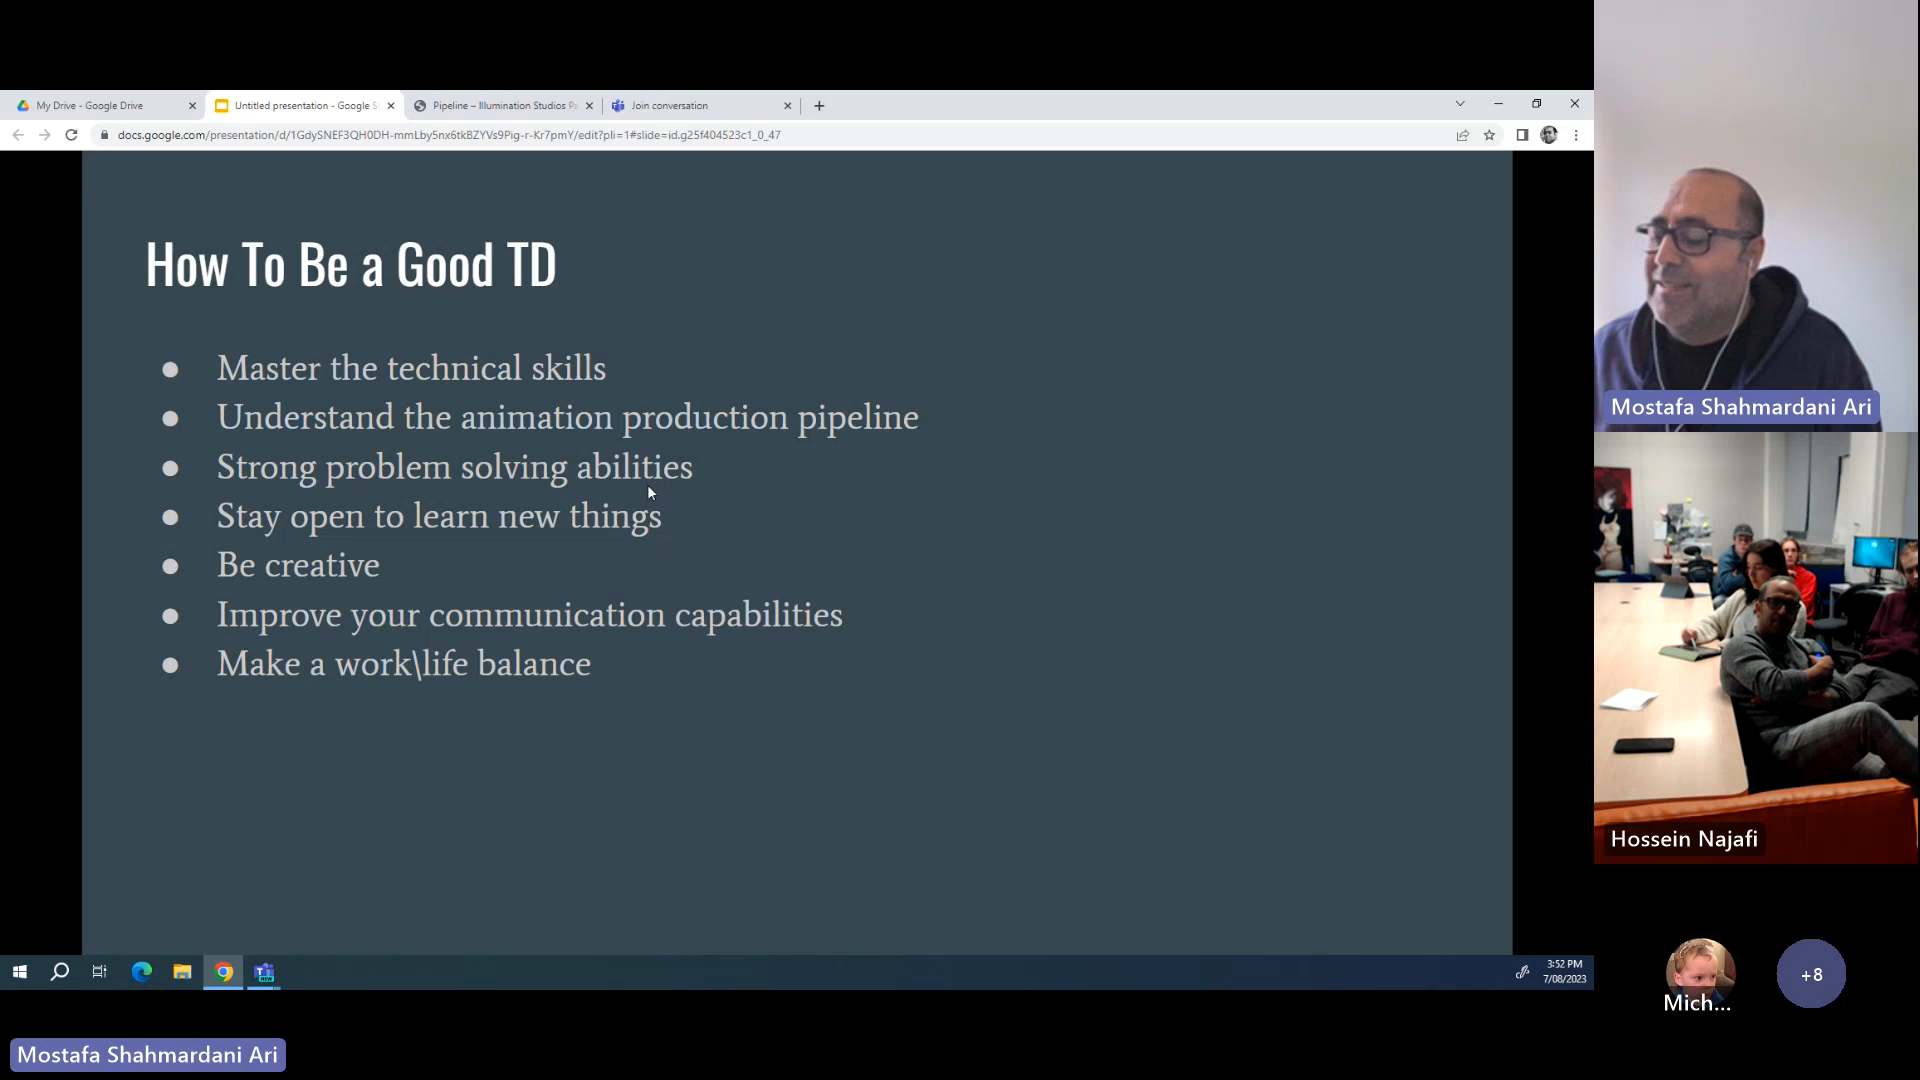 My Drive - Google Drive
Untitled presentation - Google S
Pipeline – Illumination Studios Pa
Join conversation
docs.google.com/presentation/d/1GdySNEF3QH0DH-mmLby5nx6tkBZYVs9Pig-r-Kr7pmY/edit?pli=1#slide=id.g25f404523c1_0_47
How To Be a Good TD
● Master the technical skills
● Understand the animation production pipeline
● Strong problem solving abilities
● Stay open to learn new things
● Be creative
● Improve your communication capabilities
● Make a work\life balance
Mostafa Shahmardani Ari
Hossein Najafi
3:52 PM
7/08/2023
Mich...
+8
Mostafa Shahmardani Ari